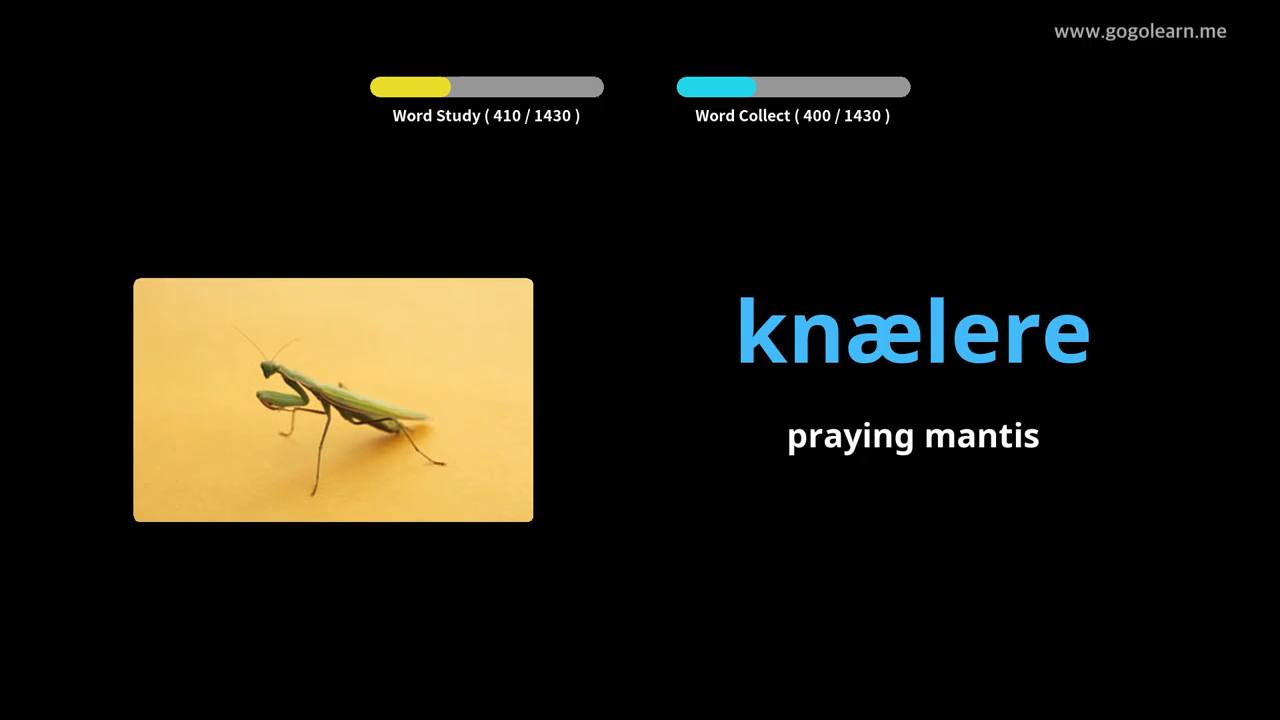 www.gogolearn.me
Word Study ( 410 / 1430 )
Word Collect ( 400 / 1430 )
knælere
praying mantis